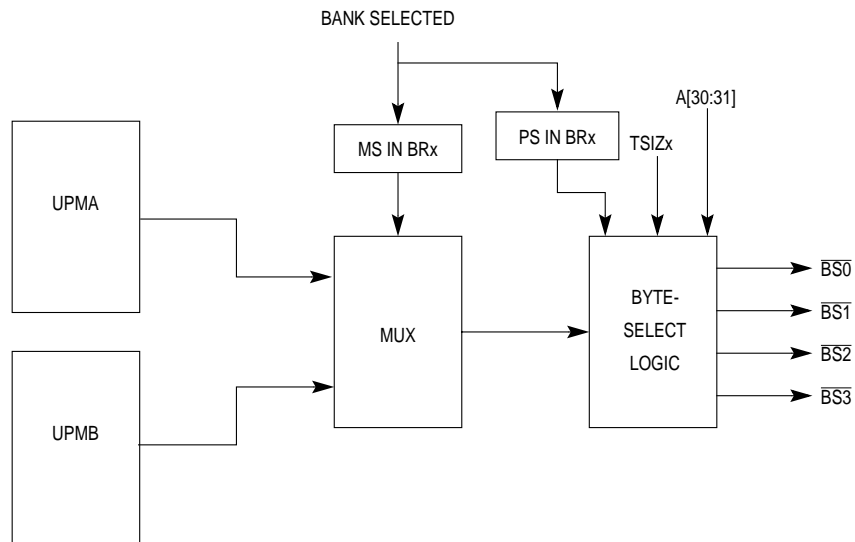 BANK SELECTED
A[30:31]
MS IN BRx
PS IN BRx
TSIZx
UPMA
UPMB
MUX
BYTE-
SELECT
LOGIC
BS0
BS1
BS2
BS3